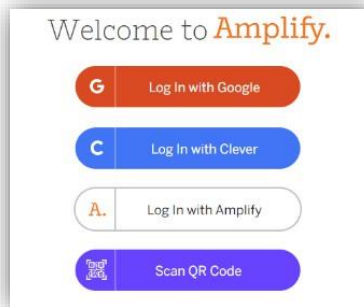 Welcome to Amplify.
G Log In with Google
C Log In with Clever
A. Log In with Amplify
Scan QR Code